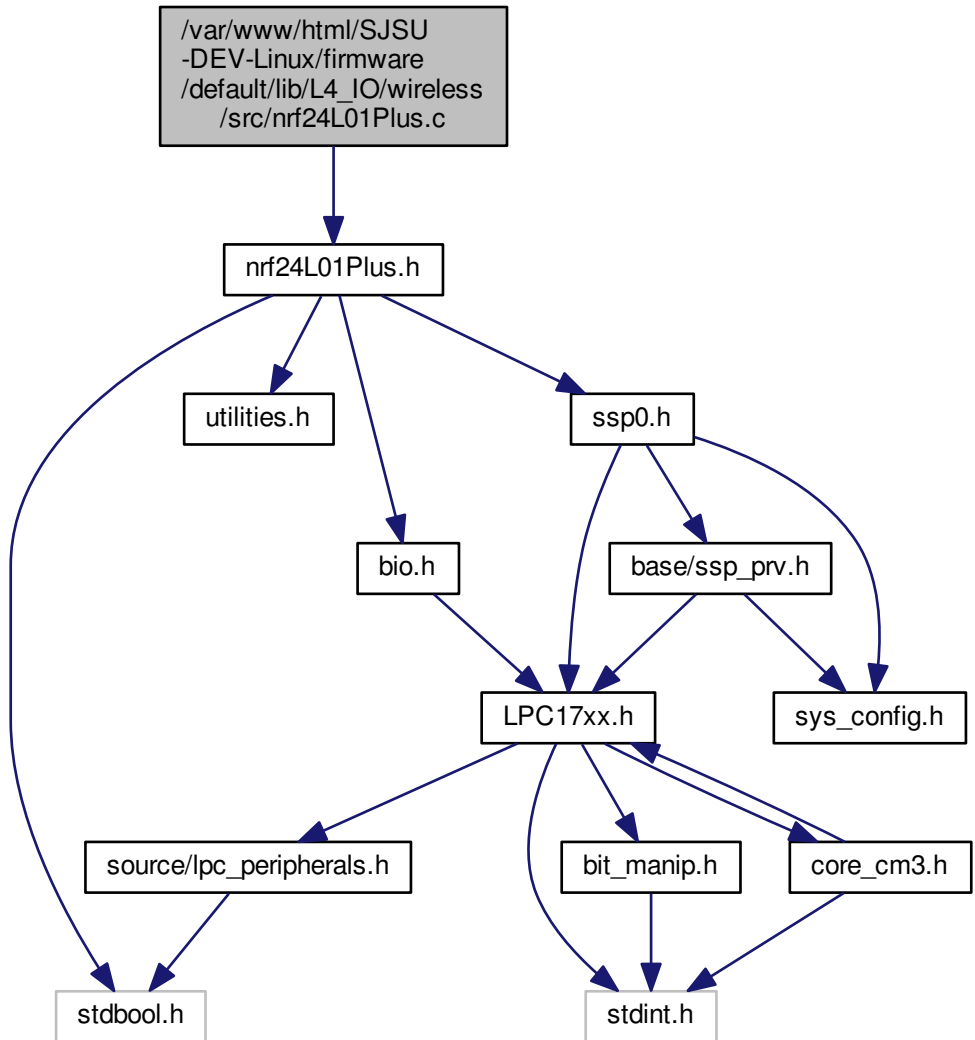 /var/www/html/SJSU
-DEV-Linux/firmware
/default/lib/L4_IO/wireless
/src/nrf24L01Plus.c
nrf24L01Plus.h
utilities.h
ssp0.h
bio.h
base/ssp_prv.h
LPC17xx.h
sys_config.h
source/lpc_peripherals.h
bit_manip.h
core_cm3.h
stdbool.h
stdint.h